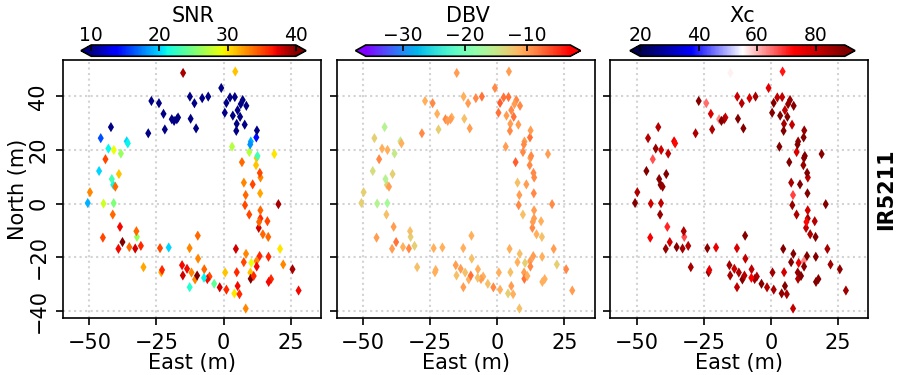 SNR DBV Xc
10 20 30 40 −30 −20 −10 20 40 60 80
40
20
0
−20
−40
North (m)
−50 −25 0 25 −50 −25 0 25 −50 −25 0 25
East (m) East (m) East (m)
IR5211